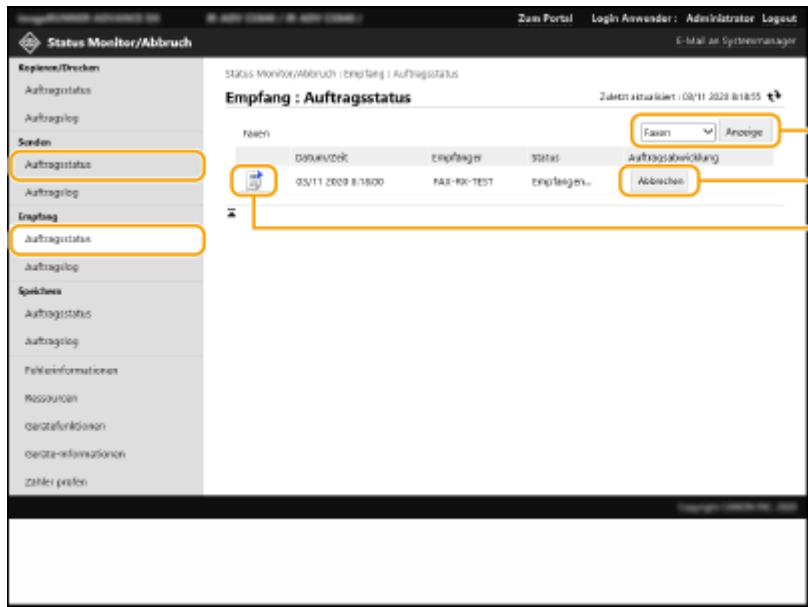 Zum Portal Login Anwender: Administrator Logout
Status Monitor/Abbruch
E-Mail an Systemmanager
Kopieren/Drucken
Auftragsstatus
Auftragslog
Senden
Auftragsstatus
Auftragslog
Empfang
Auftragsstatus
Auftragslog
Speichern
Auftragsstatus
Auftragslog
Fehlerinformationen
Ressourcen
Gerätefunktionen
Geräte-Informationen
Zähler prüfen
Status Monitor/Abbruch : Empfang : Auftragsstatus
Empfang : Auftragsstatus
Zuletzt aktualisiert : 03/11 2020 8:18:55
Faxen
Faxen Anzeige
Datum/Zeit Empfänger Status Auftragsabwicklung
03/11 2020 8:18:00 FAX-RX-TEST Empfangen... Abbrechen